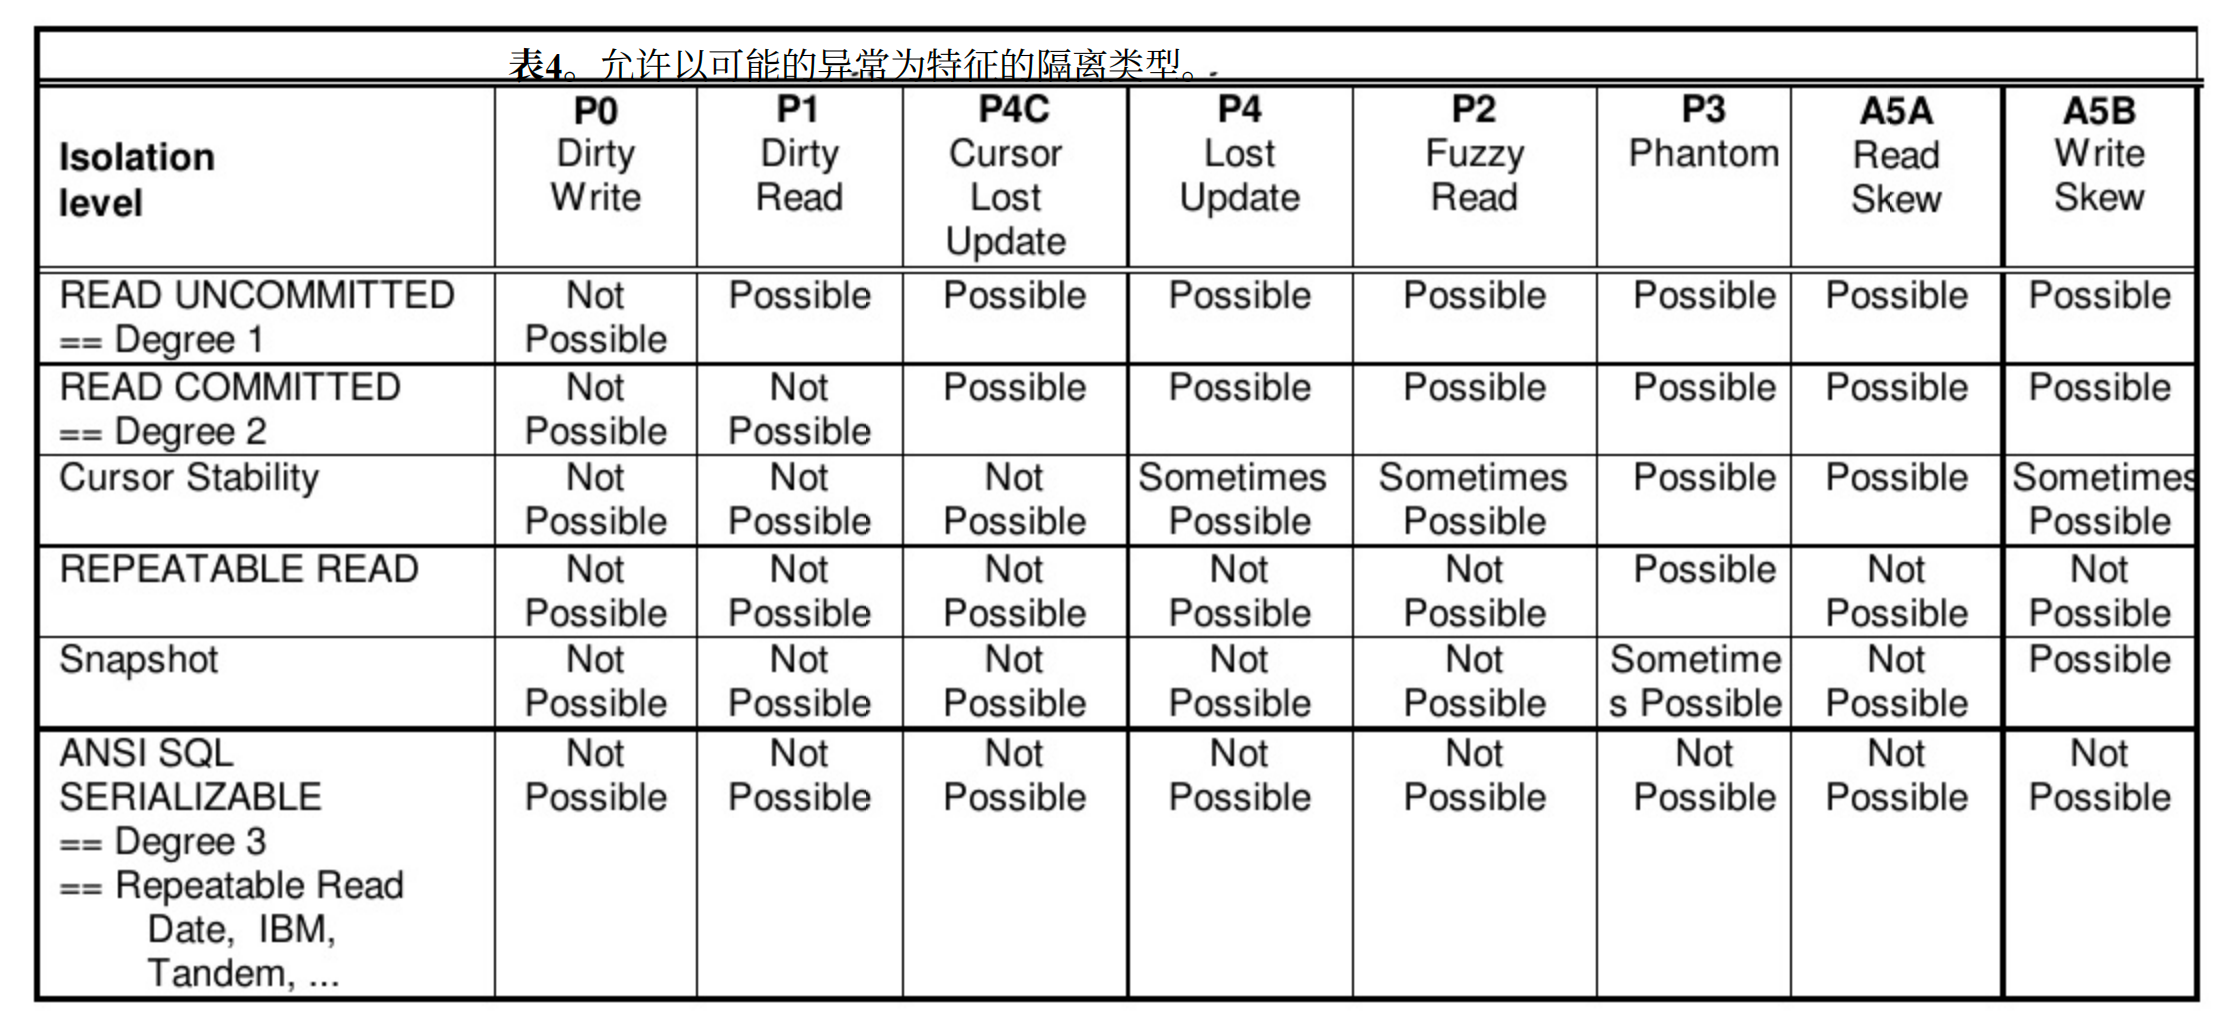 表4。允许以可能的异常为特征的隔离类型。
Isolation level
P0 Dirty Write
P1 Dirty Read
P4C Cursor Lost Update
P4 Lost Update
P2 Fuzzy Read
P3 Phantom
A5A Read Skew
A5B Write Skew
READ UNCOMMITTED == Degree 1
Not Possible
Possible
Possible
Possible
Possible
Possible
Possible
Possible
READ COMMITTED == Degree 2
Not Possible
Not Possible
Possible
Possible
Possible
Possible
Possible
Possible
Cursor Stability
Not Possible
Not Possible
Not Possible
Sometimes Possible
Sometimes Possible
Possible
Possible
Sometimes Possible
REPEATABLE READ
Not Possible
Not Possible
Not Possible
Not Possible
Not Possible
Possible
Not Possible
Not Possible
Snapshot
Not Possible
Not Possible
Not Possible
Not Possible
Not Possible
Sometime s Possible
Not Possible
Possible
ANSI SQL SERIALIZABLE == Degree 3 == Repeatable Read Date, IBM, Tandem, ...
Not Possible
Not Possible
Not Possible
Not Possible
Not Possible
Not Possible
Not Possible
Not Possible